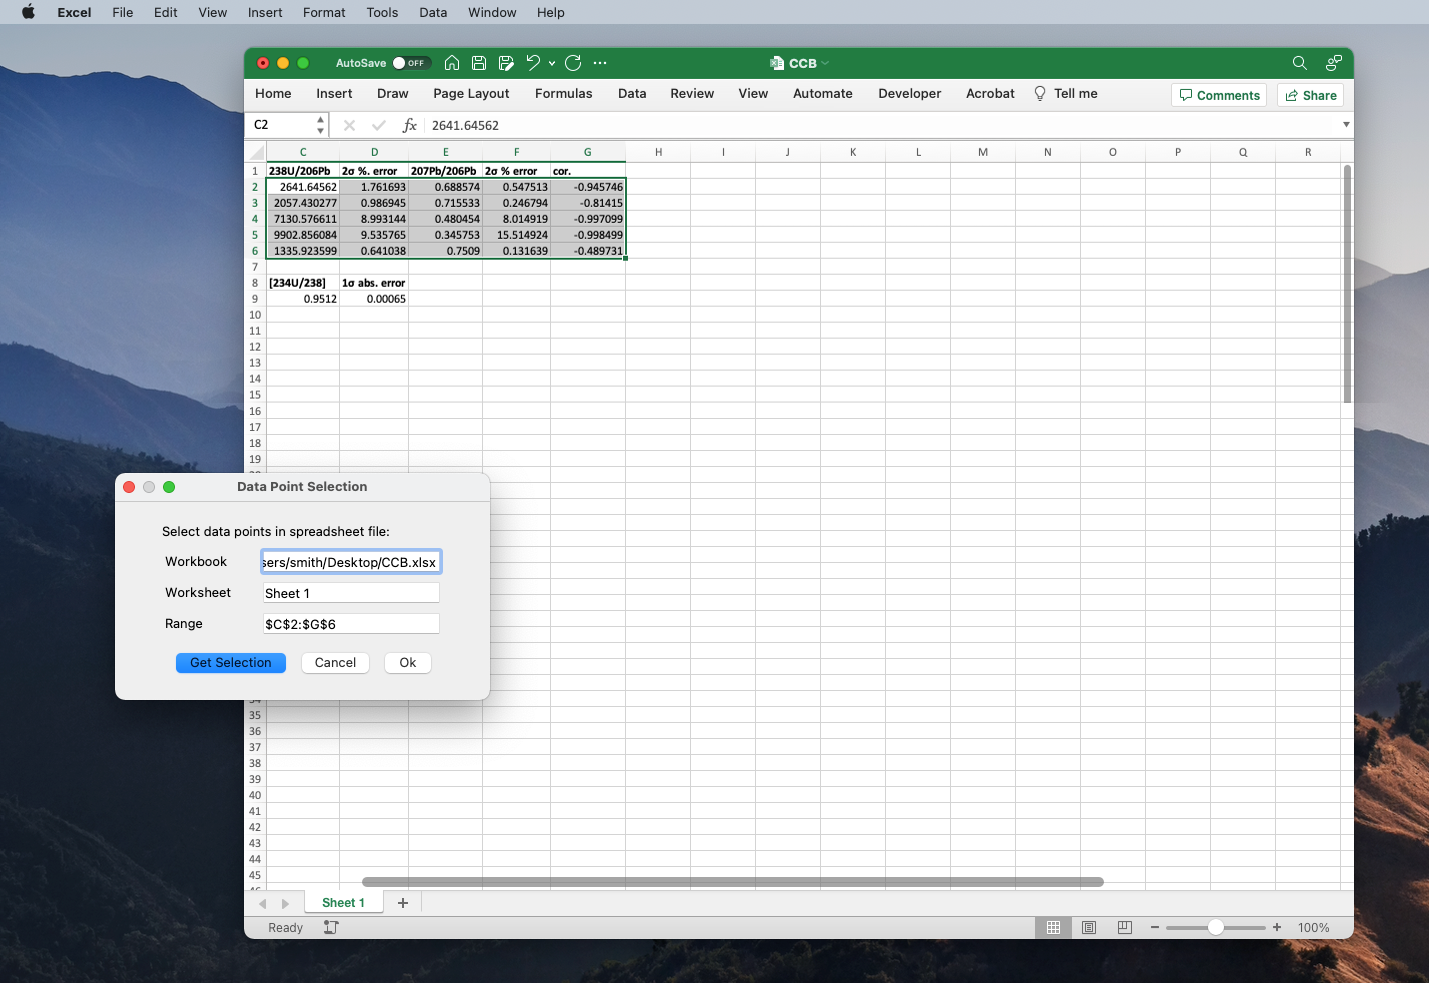 Excel File Edit View Insert Format Tools Data Window Help
AutoSave OFF CCB
Home Insert Draw Page Layout Formulas Data Review View Automate Developer Acrobat Tell me Comments Share
C2 fx 2641.64562
C D E F G H I J K L M N O P Q R
1 238U/206Pb 2σ %. error 207Pb/206Pb 2σ % error cor.
2 2641.64562 1.761693 0.688574 0.547513 -0.945746
3 2057.430277 0.986945 0.715533 0.246794 -0.81415
4 7130.576611 8.993144 0.480454 8.014919 -0.997099
5 9902.856084 9.535765 0.345753 15.514924 -0.998499
6 1335.923599 0.641038 0.7509 0.131639 -0.489731
7
8 [234U/238] 1σ abs. error
9 0.9512 0.00065
10
11
12
13
14
15
16
17
18
19
Data Point Selection
Select data points in spreadsheet file:
Workbook sers/smith/Desktop/CCB.xlsx
Worksheet Sheet 1
Range $C$2:$G$6
Get Selection Cancel Ok
35
36
37
38
39
40
41
42
43
44
45
Sheet 1 +
Ready 100%